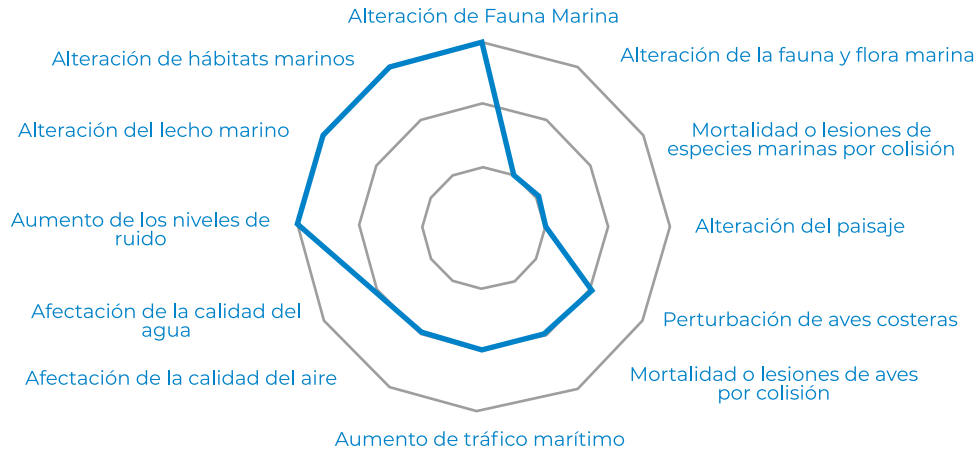 Alteración de Fauna Marina
Alteración de la fauna y flora marina
Mortalidad o lesiones de
especies marinas por colisión
Alteración del paisaje
Perturbación de aves costeras
Mortalidad o lesiones de aves
por colisión
Aumento de tráfico marítimo
Afectación de la calidad del aire
Afectación de la calidad del
agua
Aumento de los niveles de
ruido
Alteración del lecho marino
Alteración de hábitats marinos